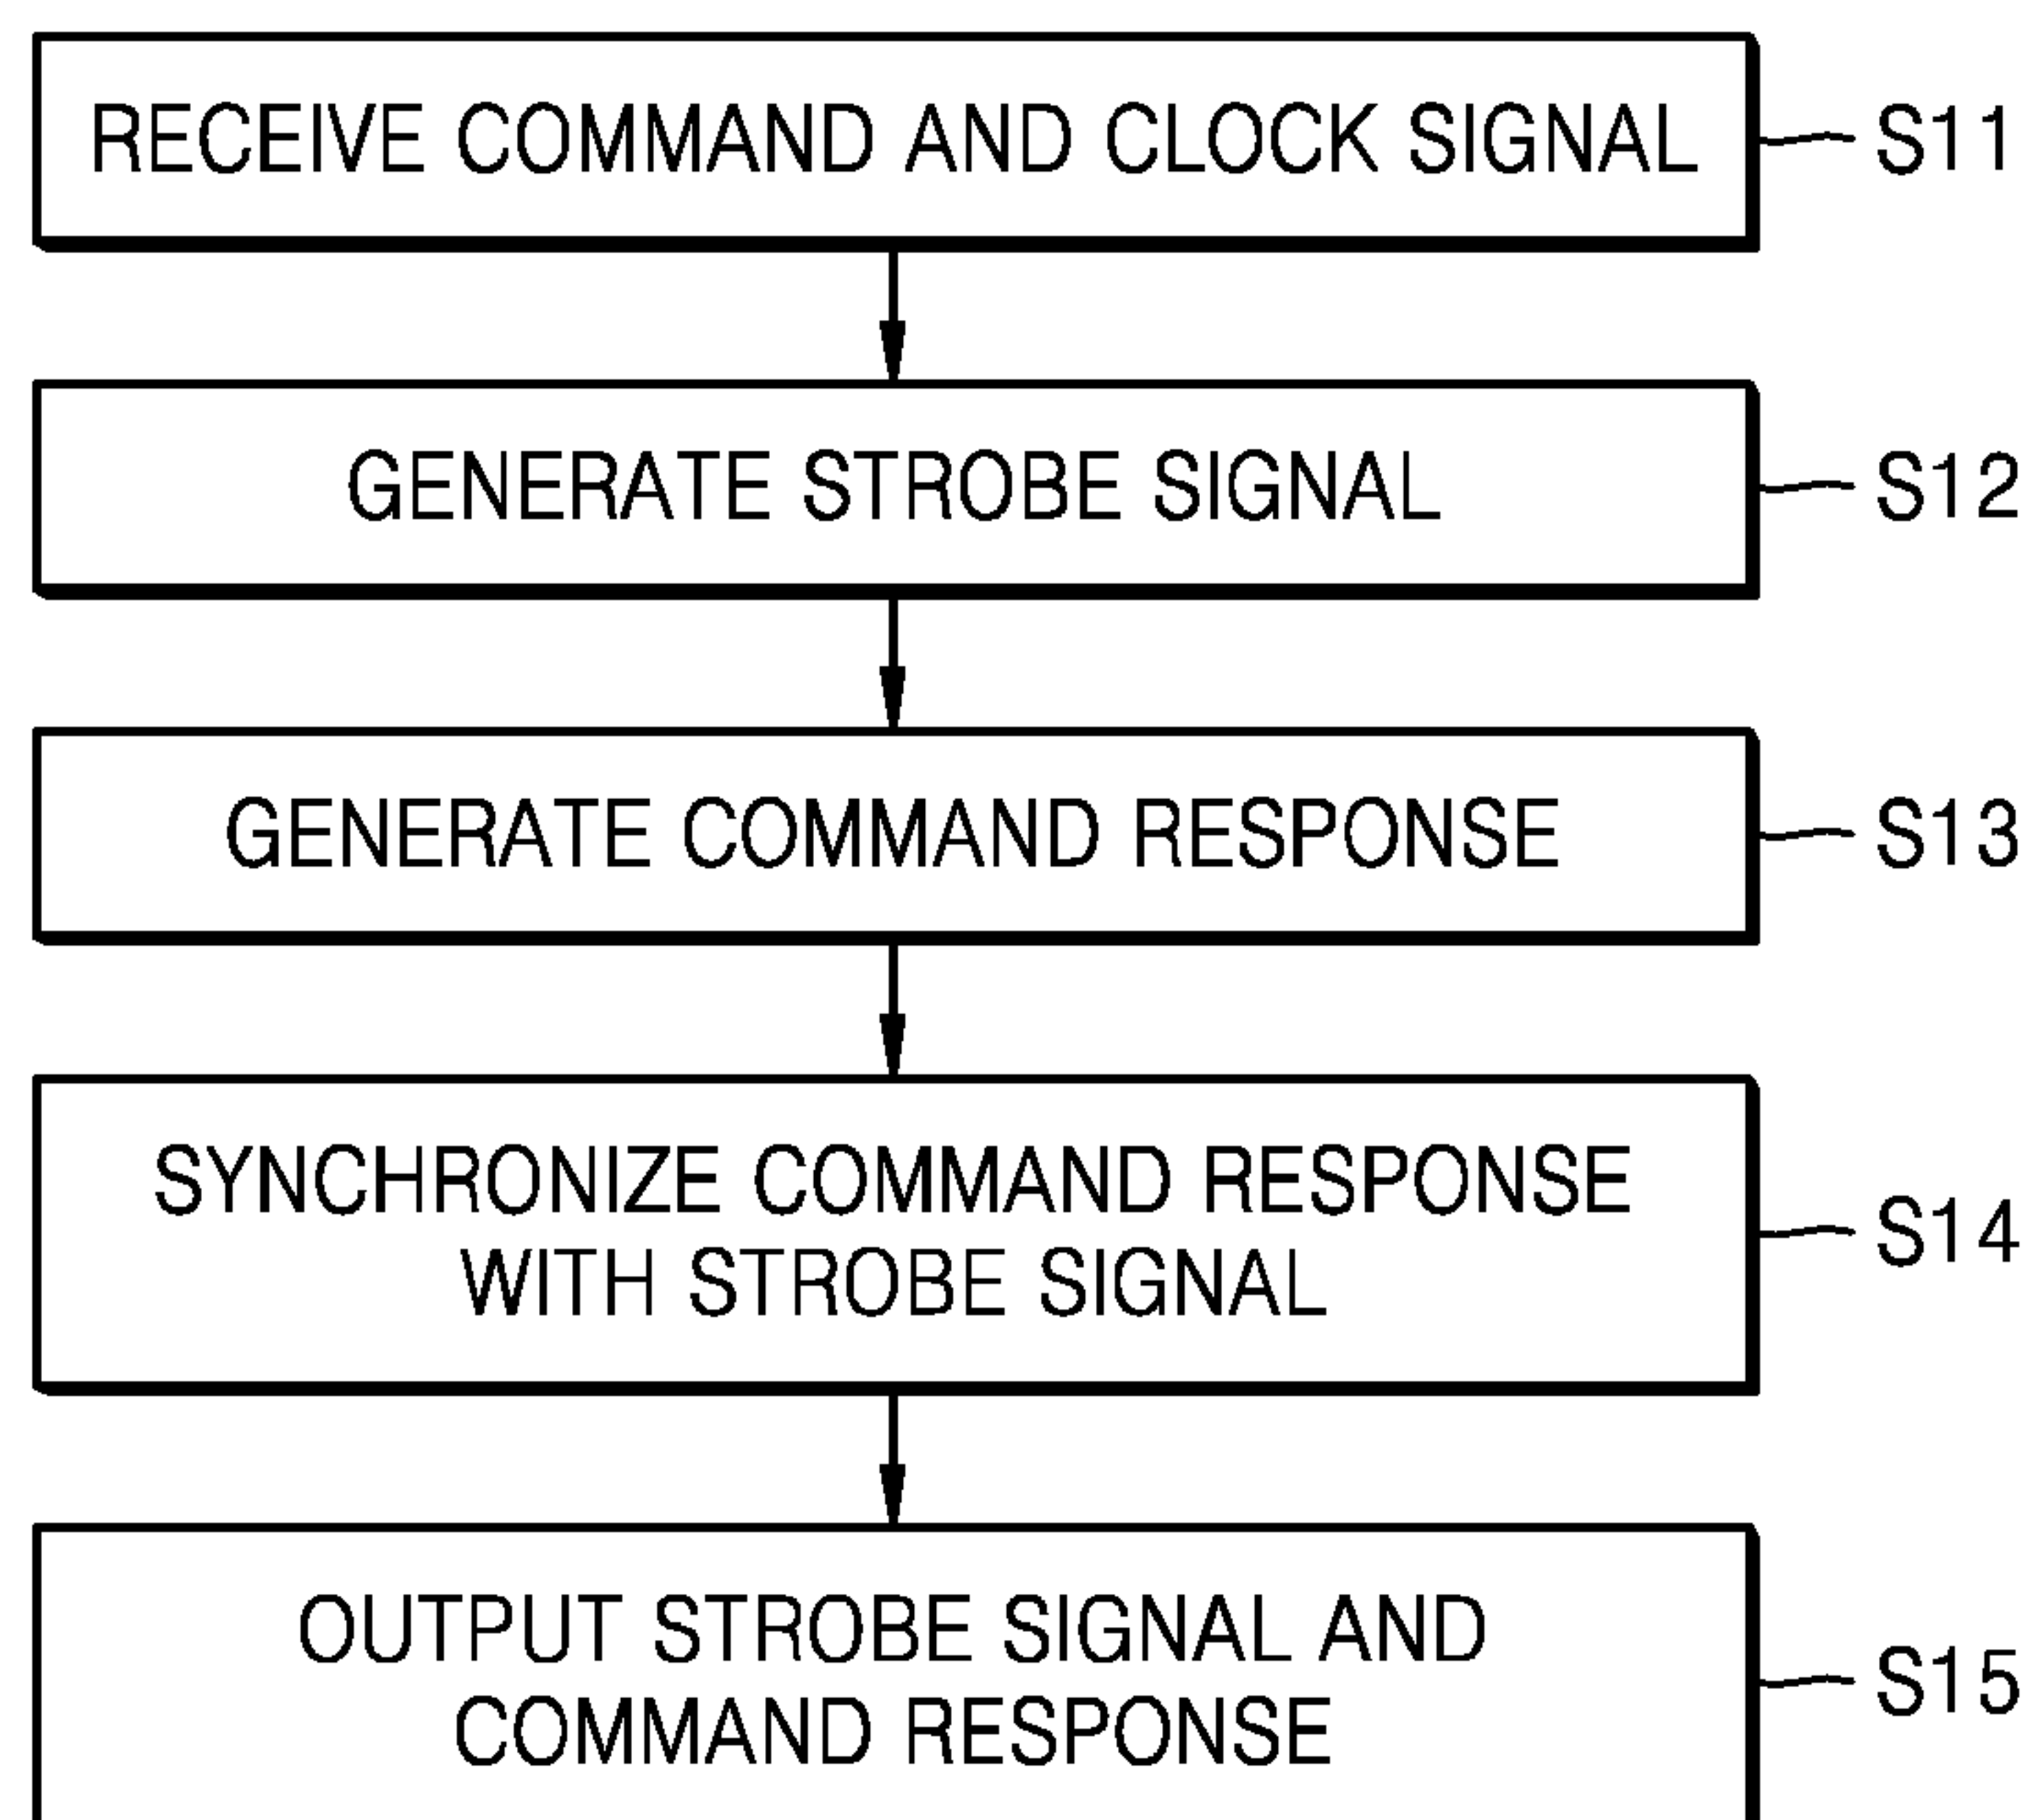 RECEIVE COMMAND AND CLOCK SIGNAL
S11
GENERATE STROBE SIGNAL
S12
GENERATE COMMAND RESPONSE
S13
SYNCHRONIZE COMMAND RESPONSE
WITH STROBE SIGNAL
S14
OUTPUT STROBE SIGNAL AND
COMMAND RESPONSE
S15